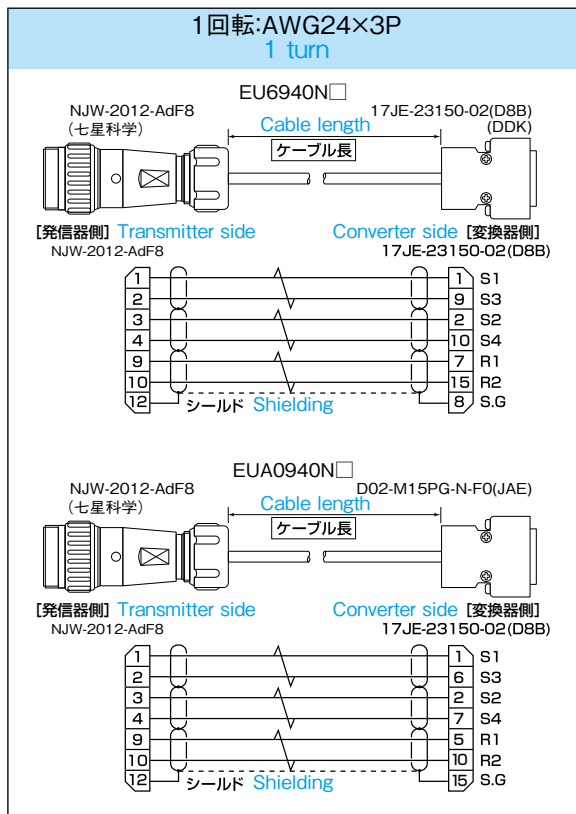 1回転:AWG24×3P
1 turn
EU6940N□
NJW-2012-AdF8
（七星科学）
17JE-23150-02(D8B)
(DDK)
Cable length
ケーブル長
[発信器側] Transmitter side
Converter side [変換器側]
NJW-2012-AdF8
17JE-23150-02(D8B)
1 1 S1
2 9 S3
3 2 S2
4 10 S4
9 7 R1
10 15 R2
12 シールド Shielding 8 S.G
EUA0940N□
NJW-2012-AdF8
（七星科学）
D02-M15PG-N-F0(JAE)
Cable length
ケーブル長
[発信器側] Transmitter side
Converter side [変換器側]
NJW-2012-AdF8
17JE-23150-02(D8B)
1 1 S1
2 6 S3
3 2 S2
4 7 S4
9 5 R1
10 10 R2
12 シールド Shielding 15 S.G